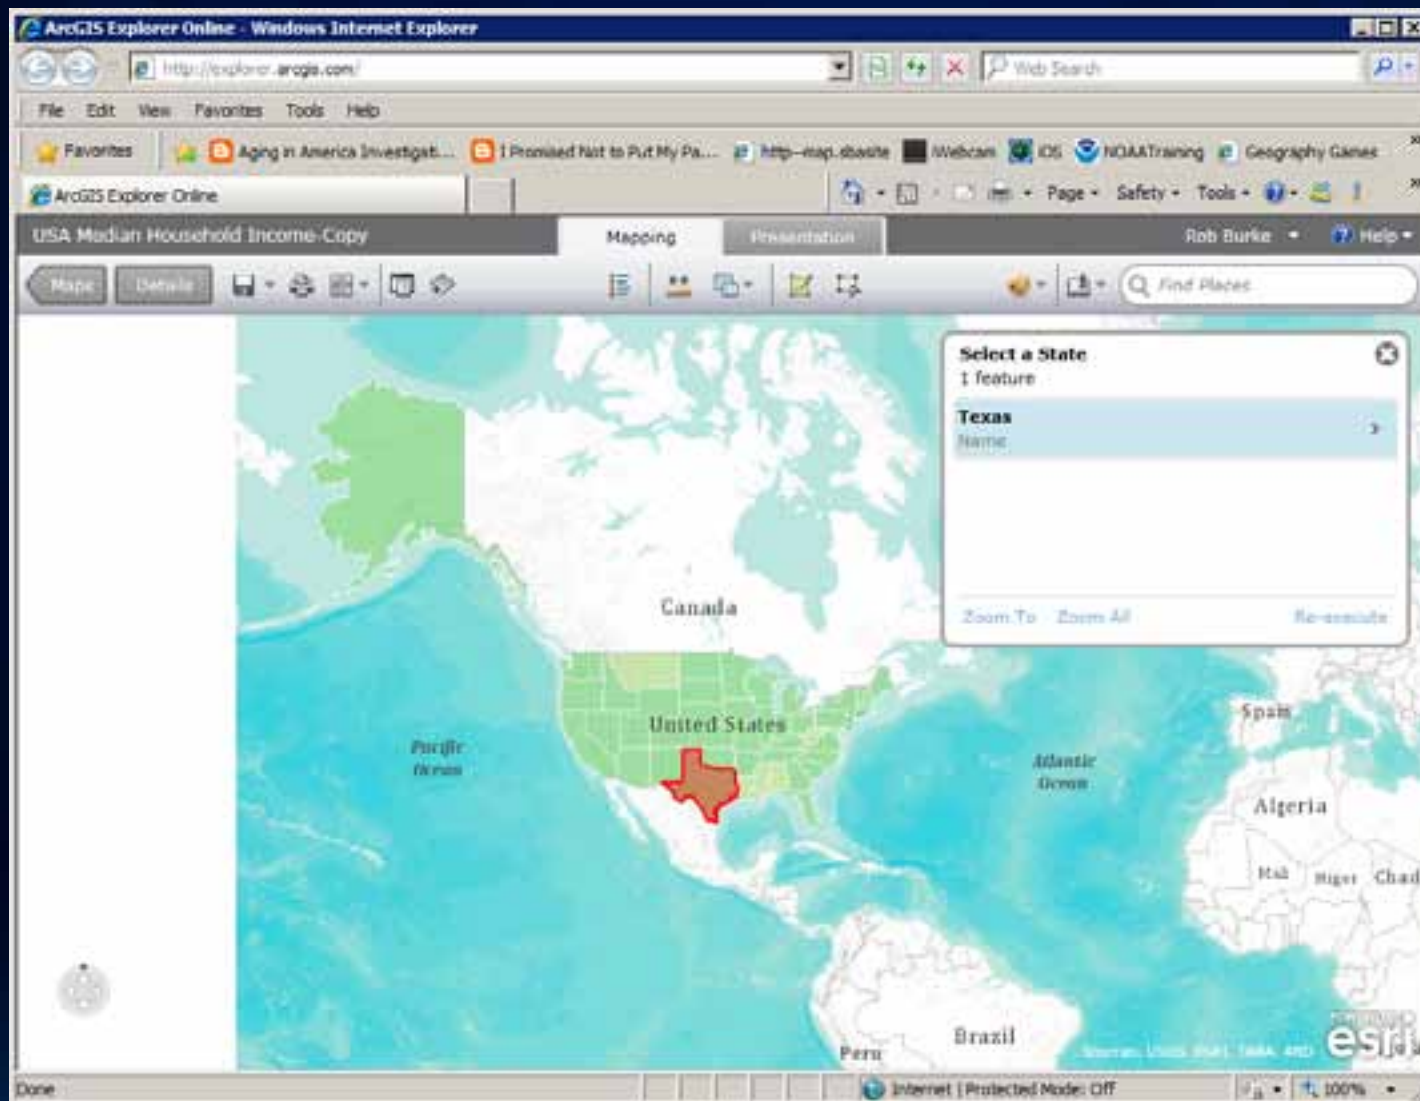 ArcGIS Explorer Online - Windows Internet Explorer
http://explorer.arcgis.com/
Web Search
File Edit View Favorites Tools Help
Favorites
Aging in America Investigati...
I Promised Not to Put My Pa...
http--map.sbasite
Webcam
iOS
NOAATraining
Geography Games
ArcGIS Explorer Online
Page Safety Tools
USA Median Household Income-Copy
Mapping
Presentation
Rob Burke
Help
Maps
Details
Find Places
Select a State
1 feature
Texas
Name
Zoom To Zoom All Re-execute
Canada
United States
Pacific
Ocean
Atlantic
Ocean
Spain
Algeria
Mali
Niger
Chad
Brazil
Peru
esri
Done
Internet | Protected Mode: Off
100%